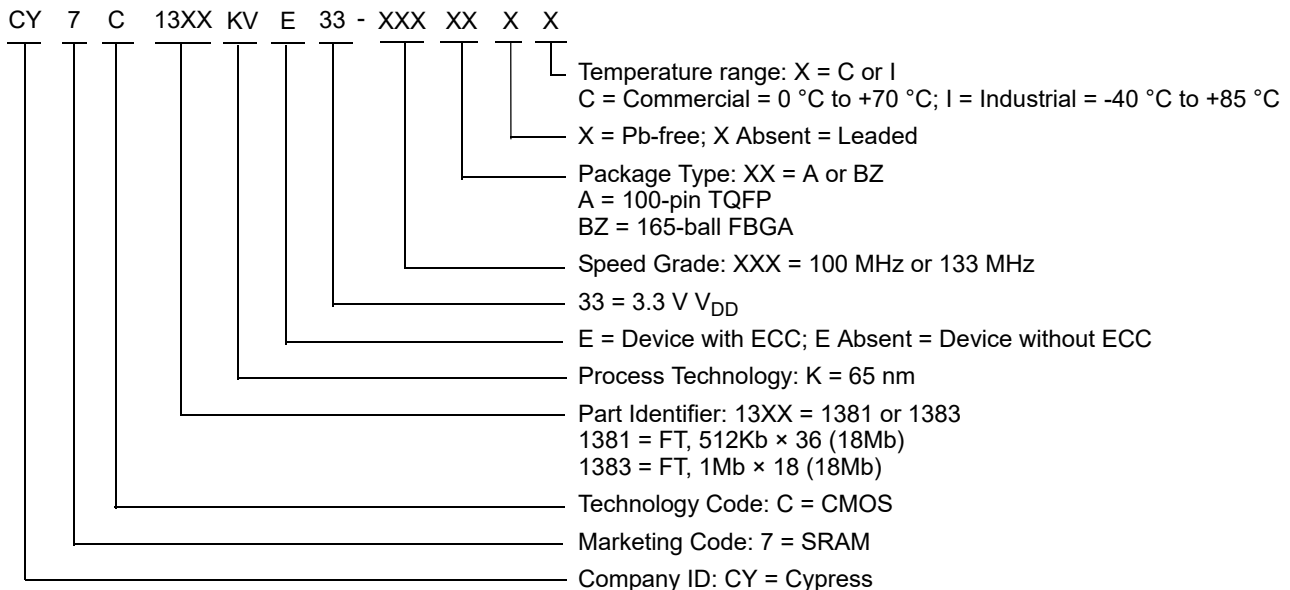 CY 7 C 13XX KV E 33 - XXX XX X X
Temperature range: X = C or I
C = Commercial = 0 °C to +70 °C; I = Industrial = -40 °C to +85 °C
X = Pb-free; X Absent = Leaded
Package Type: XX = A or BZ
A = 100-pin TQFP
BZ = 165-ball FBGA
Speed Grade: XXX = 100 MHz or 133 MHz
33 = 3.3 V VDD
E = Device with ECC; E Absent = Device without ECC
Process Technology: K = 65 nm
Part Identifier: 13XX = 1381 or 1383
1381 = FT, 512Kb × 36 (18Mb)
1383 = FT, 1Mb × 18 (18Mb)
Technology Code: C = CMOS
Marketing Code: 7 = SRAM
Company ID: CY = Cypress